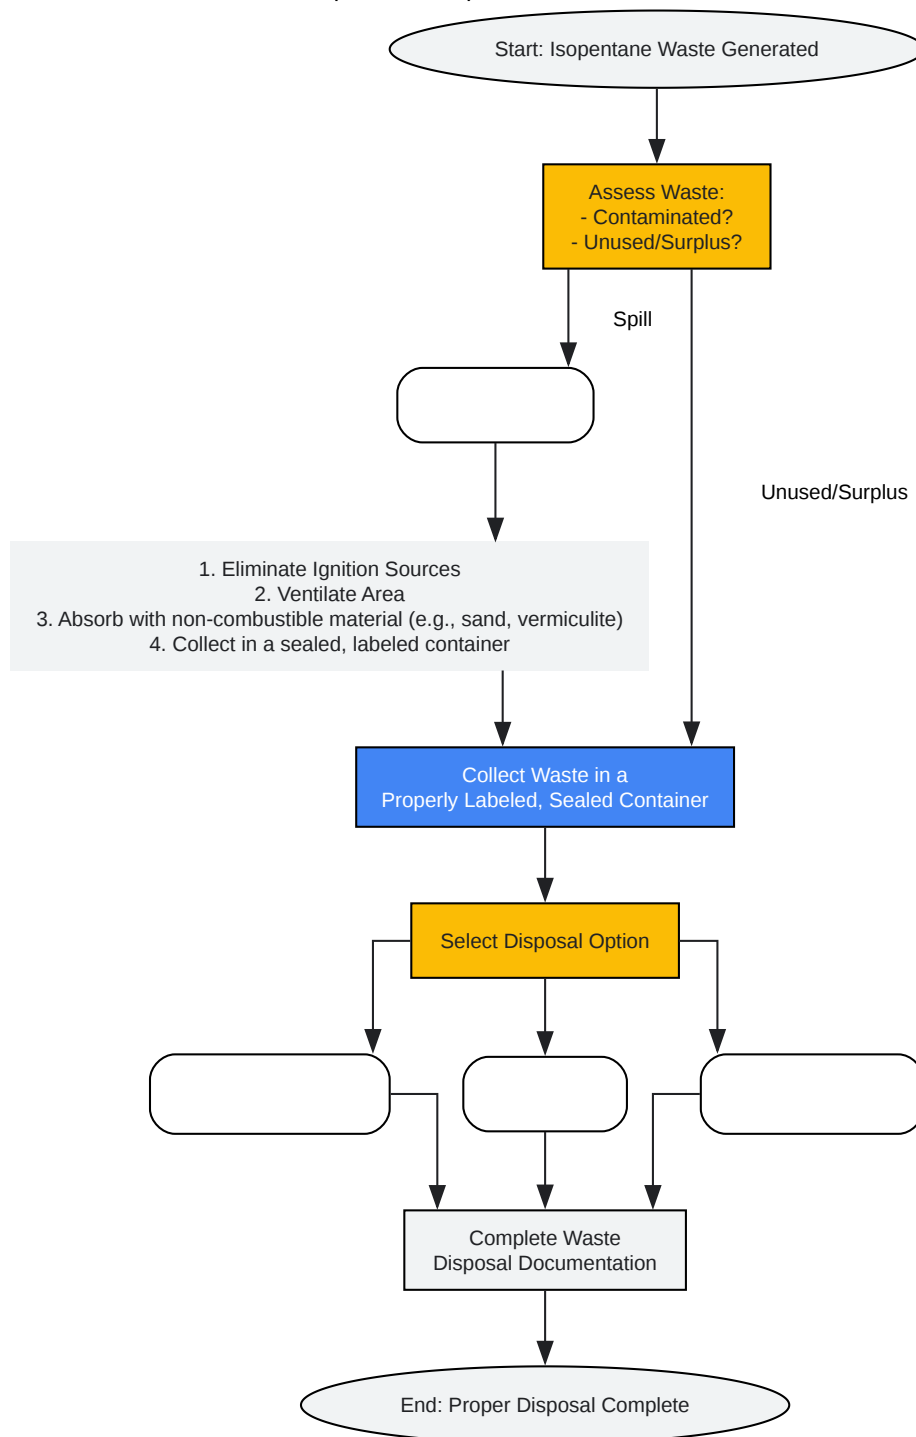 Start: Isopentane Waste Generated
Assess Waste:
- Contaminated?
- Unused/Surplus?
Spill
Unused/Surplus
1. Eliminate Ignition Sources
2. Ventilate Area
3. Absorb with non-combustible material (e.g., sand, vermiculite)
4. Collect in a sealed, labeled container
Collect Waste in a
Properly Labeled, Sealed Container
Select Disposal Option
Complete Waste
Disposal Documentation
End: Proper Disposal Complete